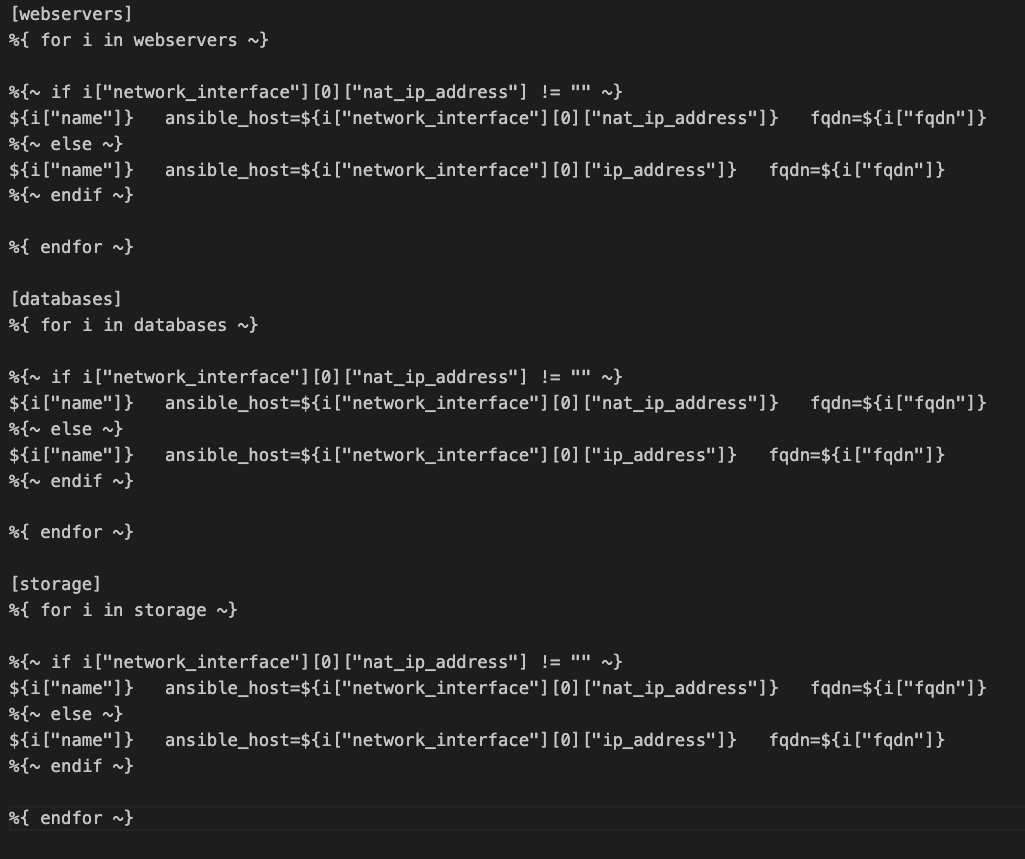 [webservers]
%{ for i in webservers ~}
%{~ if i["network_interface"][0]["nat_ip_address"] != "" ~}
${i["name"]}   ansible_host=${i["network_interface"][0]["nat_ip_address"]}   fqdn=${i["fqdn"]}
%{~ else ~}
${i["name"]}   ansible_host=${i["network_interface"][0]["ip_address"]}   fqdn=${i["fqdn"]}
%{~ endif ~}
%{ endfor ~}
[databases]
%{ for i in databases ~}
%{~ if i["network_interface"][0]["nat_ip_address"] != "" ~}
${i["name"]}   ansible_host=${i["network_interface"][0]["nat_ip_address"]}   fqdn=${i["fqdn"]}
%{~ else ~}
${i["name"]}   ansible_host=${i["network_interface"][0]["ip_address"]}   fqdn=${i["fqdn"]}
%{~ endif ~}
%{ endfor ~}
[storage]
%{ for i in storage ~}
%{~ if i["network_interface"][0]["nat_ip_address"] != "" ~}
${i["name"]}   ansible_host=${i["network_interface"][0]["nat_ip_address"]}   fqdn=${i["fqdn"]}
%{~ else ~}
${i["name"]}   ansible_host=${i["network_interface"][0]["ip_address"]}   fqdn=${i["fqdn"]}
%{~ endif ~}
%{ endfor ~}